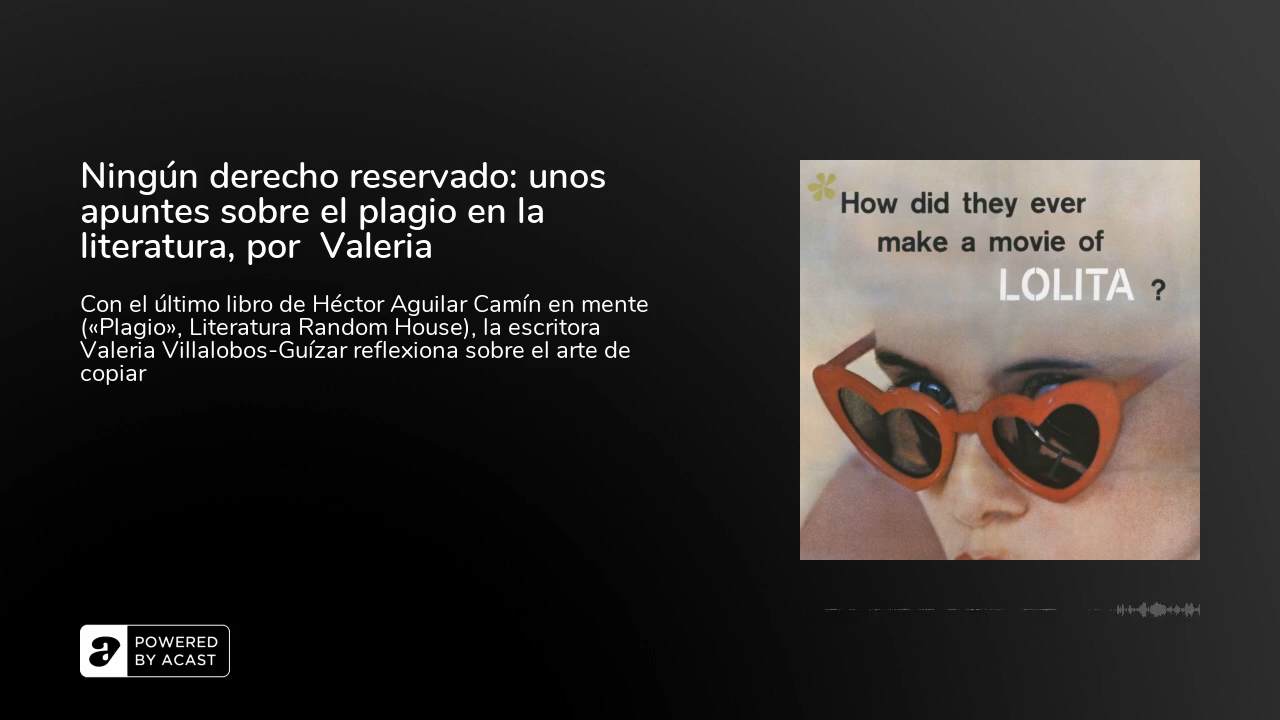 Ningún derecho reservado: unos
apuntes sobre el plagio en la
literatura, por  Valeria
Con el último libro de Héctor Aguilar Camín en mente
(«Plagio», Literatura Random House), la escritora
Valeria Villalobos-Guízar reflexiona sobre el arte de
copiar
How did they ever
make a movie of
LOLITA ?
POWERED
BY ACAST